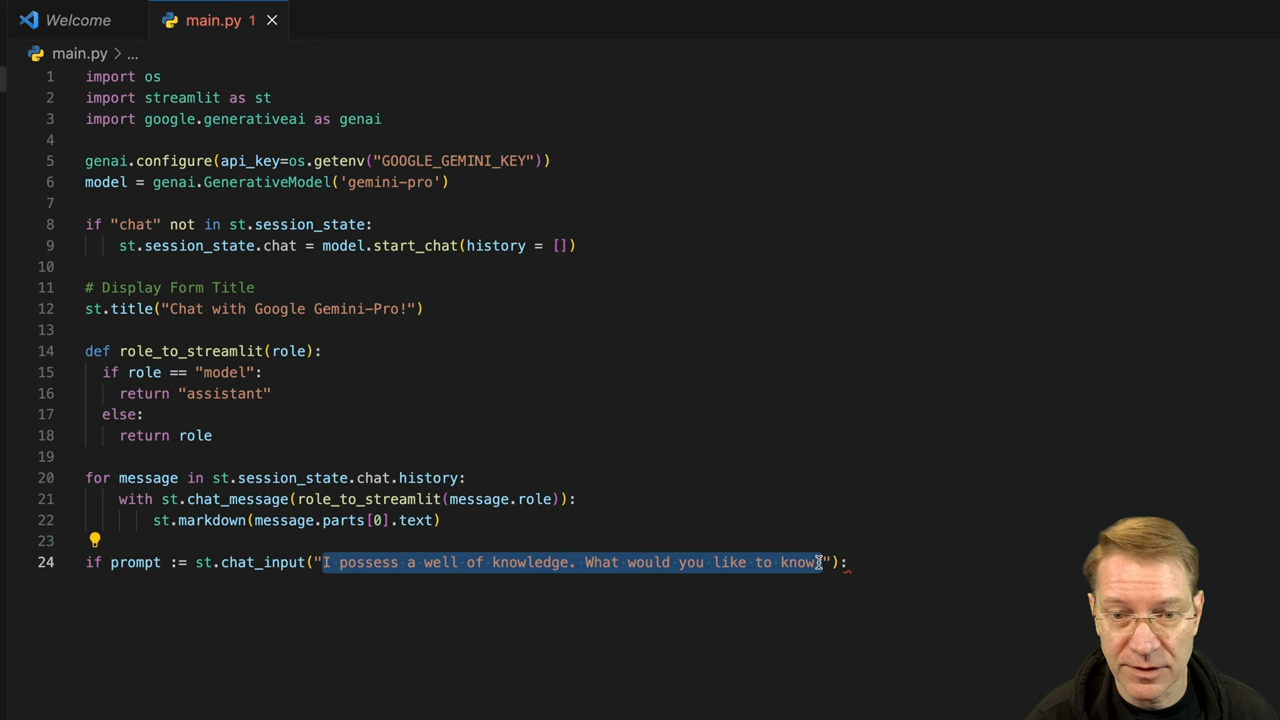 Welcome
main.py 1
main.py > ...
1 import os
2 import streamlit as st
3 import google.generativeai as genai
4
5 genai.configure(api_key=os.getenv("GOOGLE_GEMINI_KEY"))
6 model = genai.GenerativeModel('gemini-pro')
7
8 if "chat" not in st.session_state:
9     st.session_state.chat = model.start_chat(history = [])
10
11 # Display Form Title
12 st.title("Chat with Google Gemini-Pro!")
13
14 def role_to_streamlit(role):
15   if role == "model":
16     return "assistant"
17   else:
18     return role
19
20 for message in st.session_state.chat.history:
21     with st.chat_message(role_to_streamlit(message.role)):
22         st.markdown(message.parts[0].text)
23
24 if prompt := st.chat_input("I possess a well of knowledge. What would you like to know?"):